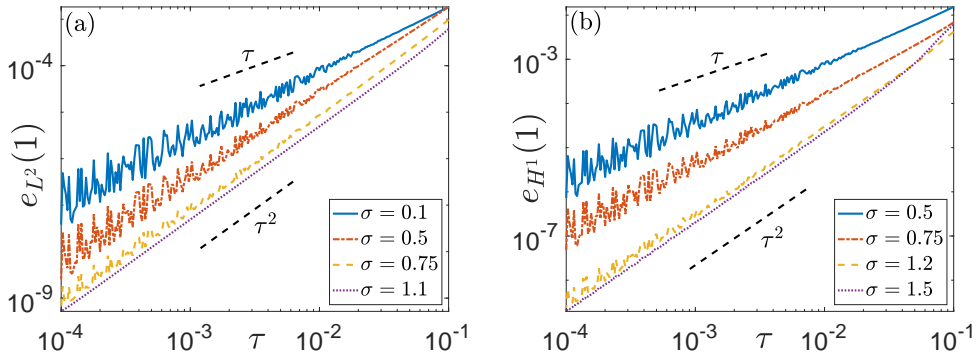 (a)
10^{-4}
10^{-9}
e_{L^2}(1)
τ
τ^2
σ = 0.1
σ = 0.5
σ = 0.75
σ = 1.1
10^{-4} 10^{-3} τ 10^{-2} 10^{-1}
(b)
10^{-3}
10^{-7}
e_{H^1}(1)
τ
τ^2
σ = 0.5
σ = 0.75
σ = 1.2
σ = 1.5
10^{-4} 10^{-3} τ 10^{-2} 10^{-1}